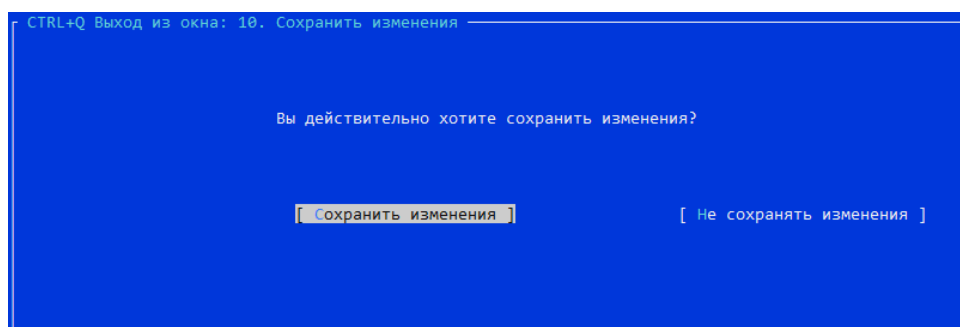 CTRL+Q Выход из окна: 10. Сохранить изменения
Вы действительно хотите сохранить изменения?
[ Сохранить изменения ] [ Не сохранять изменения ]